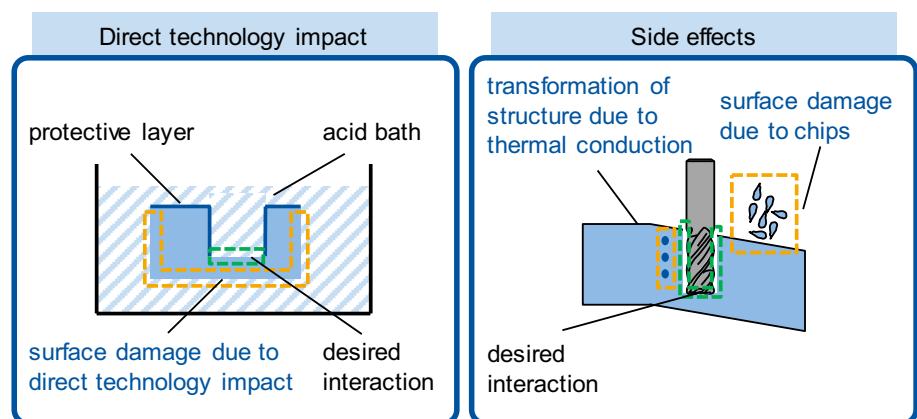 Direct technology impact
protective layer
acid bath
surface damage due to
direct technology impact
desired
interaction
Side effects
transformation of
structure due to
thermal conduction
surface damage
due to chips
desired
interaction